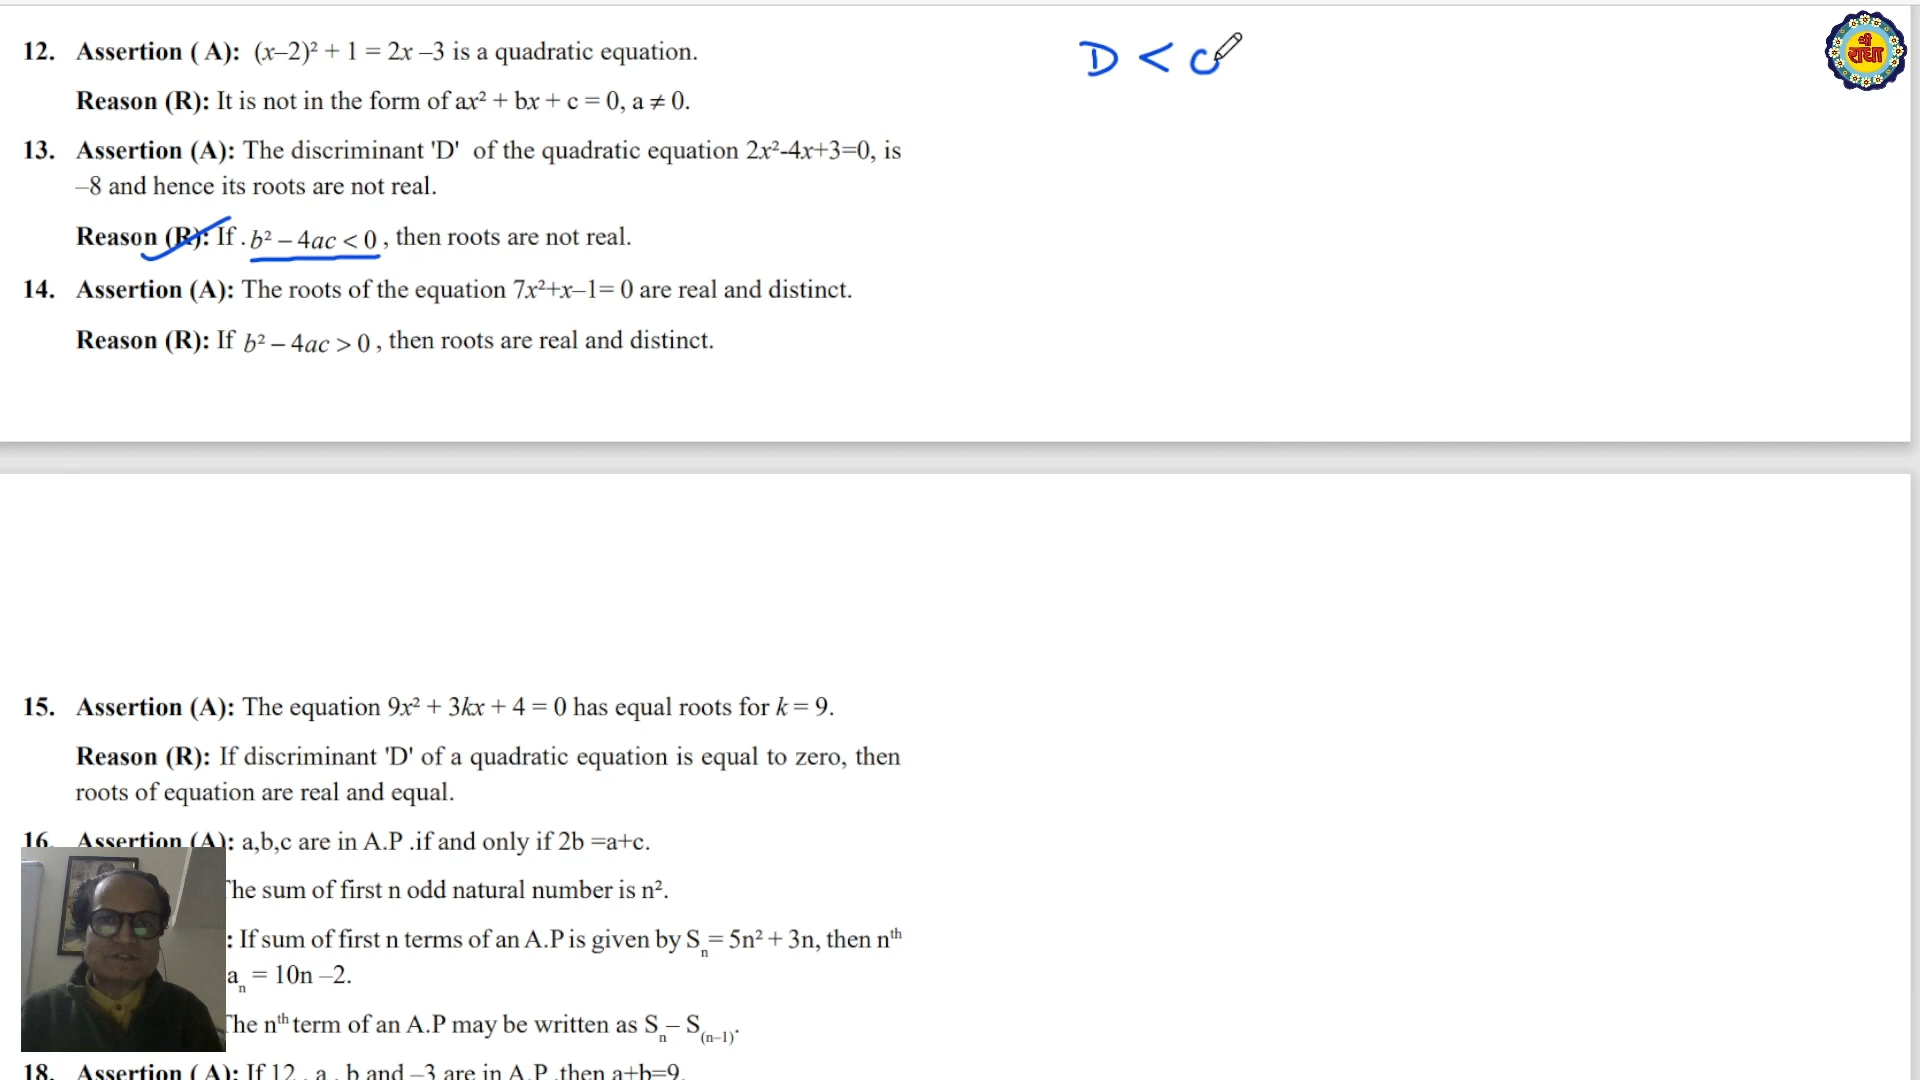 12. Assertion ( A): (x–2)² + 1 = 2x –3 is a quadratic equation.
D < 0
श्री
राधा
Reason (R): It is not in the form of ax² + bx + c = 0, a ≠ 0.
13. Assertion (A): The discriminant 'D' of the quadratic equation 2x²-4x+3=0, is
–8 and hence its roots are not real.
Reason (R): If . b² – 4ac < 0 , then roots are not real.
14. Assertion (A): The roots of the equation 7x²+x–1= 0 are real and distinct.
Reason (R): If b² – 4ac > 0 , then roots are real and distinct.
15. Assertion (A): The equation 9x² + 3kx + 4 = 0 has equal roots for k = 9.
Reason (R): If discriminant 'D' of a quadratic equation is equal to zero, then
roots of equation are real and equal.
16. Assertion (A): a,b,c are in A.P .if and only if 2b =a+c.
he sum of first n odd natural number is n².
: If sum of first n terms of an A.P is given by Sₙ= 5n² + 3n, then nᵗʰ
aₙ = 10n –2.
he nᵗʰ term of an A.P may be written as Sₙ– S₍ₙ₋₁₎.
18. Assertion ( A): If 12 , a , b and –3 are in A.P .then a+b=9.